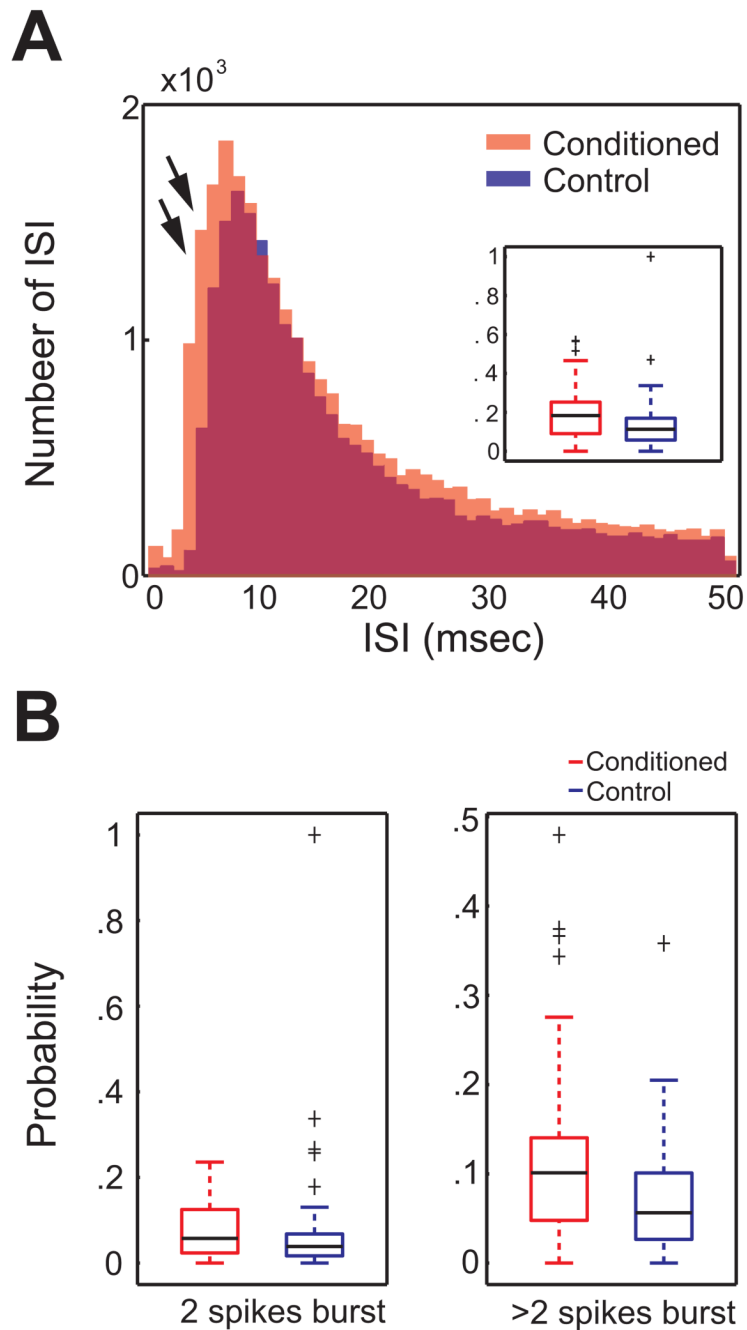 A
x10³
2
1
0
Numbeer of ISI
Conditioned
Control
1
.8
.6
.4
.2
0
0 10 20 30 40 50
ISI (msec)
B
Conditioned
Control
Probability
1
.8
.6
.4
.2
0
2 spikes burst
.5
.4
.3
.2
.1
0
>2 spikes burst